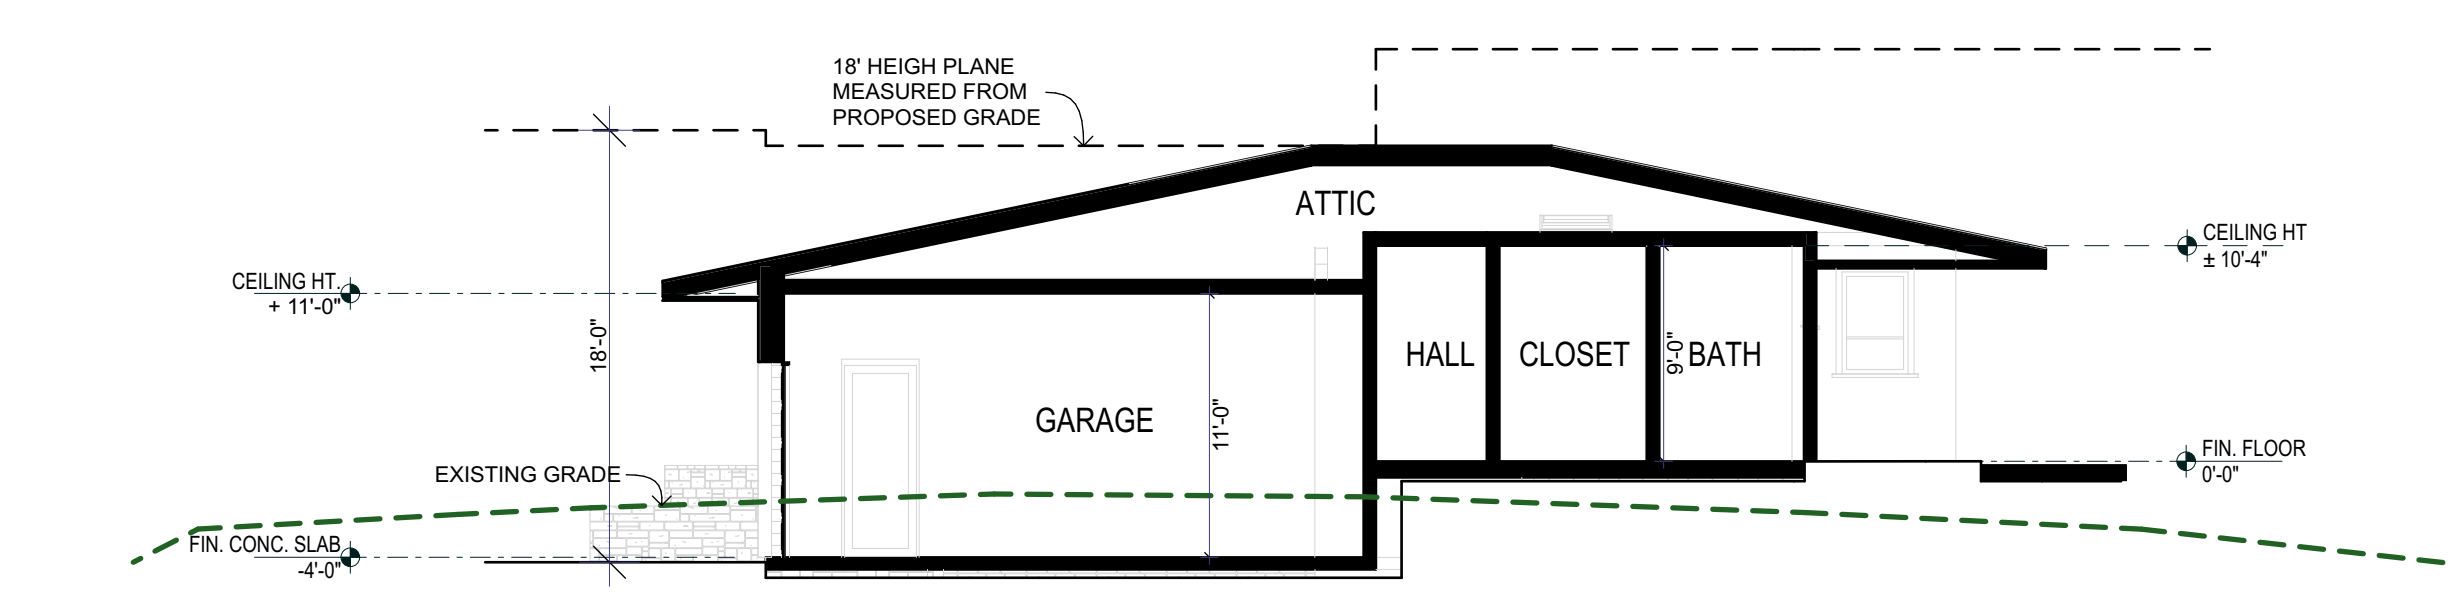 18' HEIGH PLANE
MEASURED FROM
PROPOSED GRADE
ATTIC
CEILING HT
± 10'-4"
CEILING HT.
+ 11'-0"
18'-0"
HALL
CLOSET
9'-0"
BATH
GARAGE
11'-0"
EXISTING GRADE
FIN. FLOOR
0'-0"
FIN. CONC. SLAB
-4'-0"